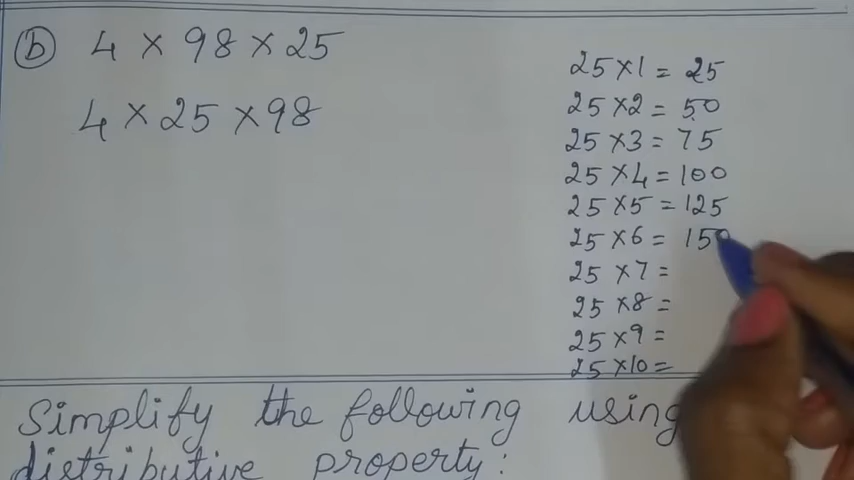 (b) 4 × 98 × 25
4 × 25 × 98
25 × 1 = 25
25 × 2 = 50
25 × 3 = 75
25 × 4 = 100
25 × 5 = 125
25 × 6 = 150
25 × 7 =
25 × 8 =
25 × 9 =
25 × 10 =
Simplify the following using
distributive property :